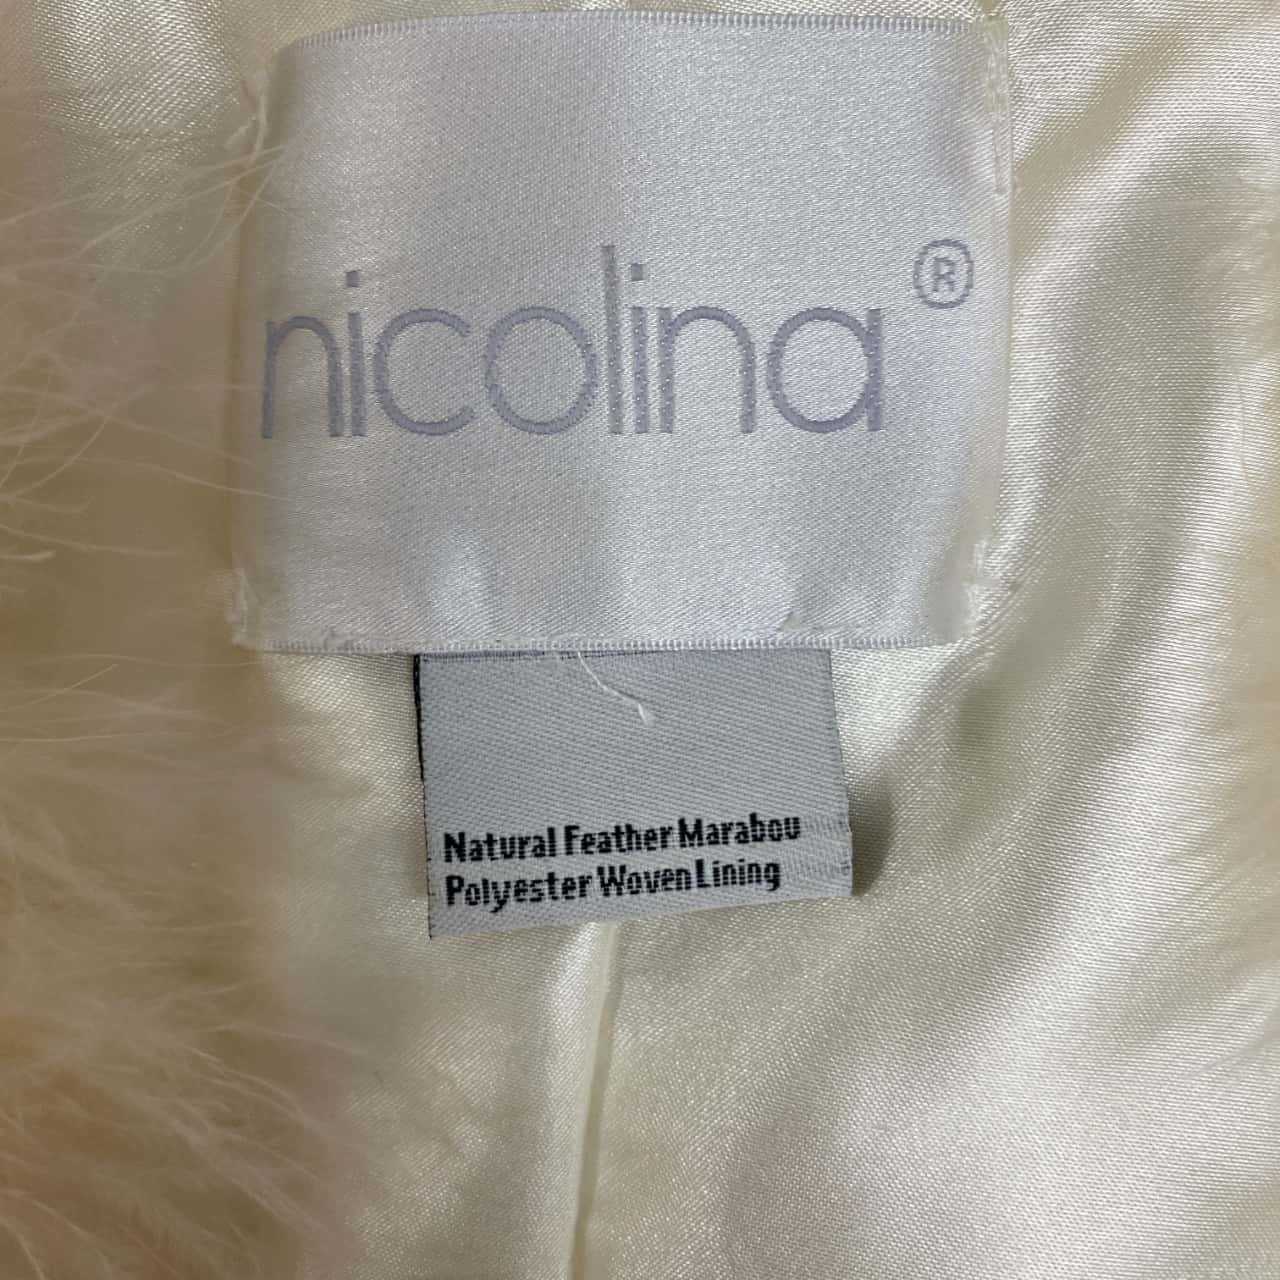 nicolina ®
Natural Feather Marabou
Polyester Woven Lining